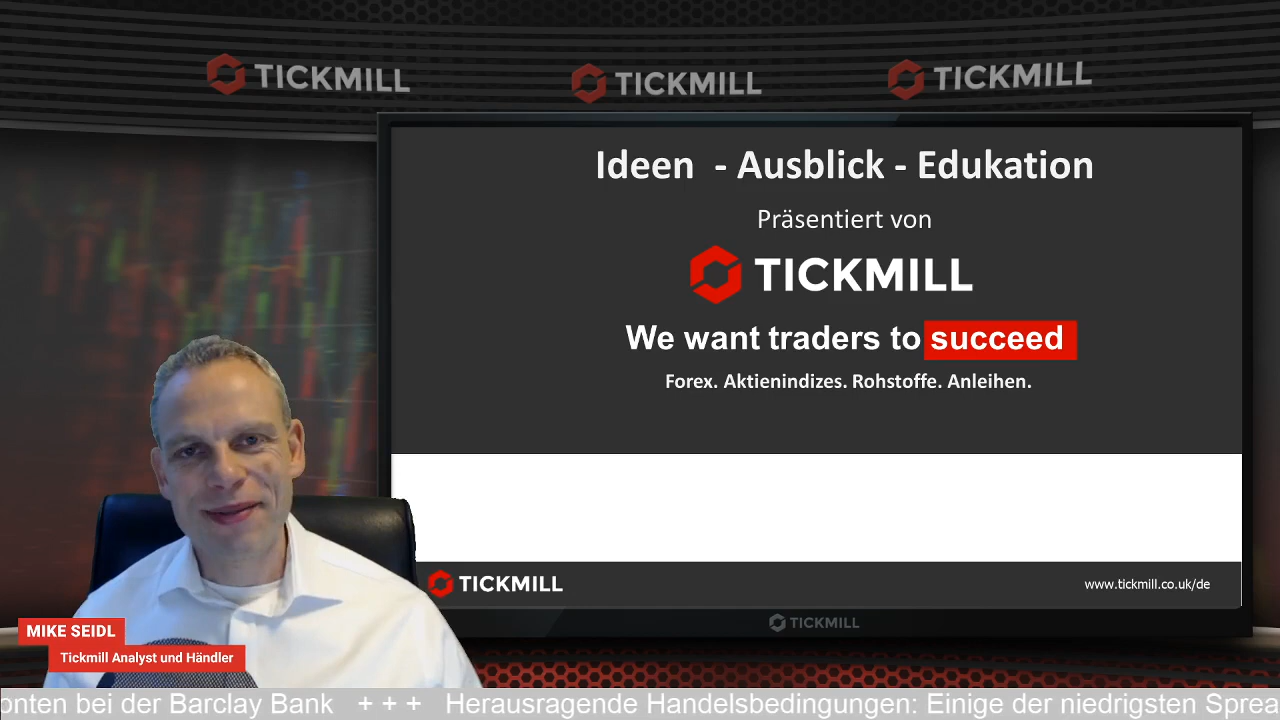 TICKMILL
TICKMILL
TICKMILL
Ideen - Ausblick - Edukation
Präsentiert von
TICKMILL
We want traders to succeed
Forex. Aktienindizes. Rohstoffe. Anleihen.
TICKMILL
www.tickmill.co.uk/de
TICKMILL
MIKE SEIDL
Tickmill Analyst und Händler
onten bei der Barclay Bank + + + Herausragende Handelsbedingungen: Einige der niedrigsten Sprea